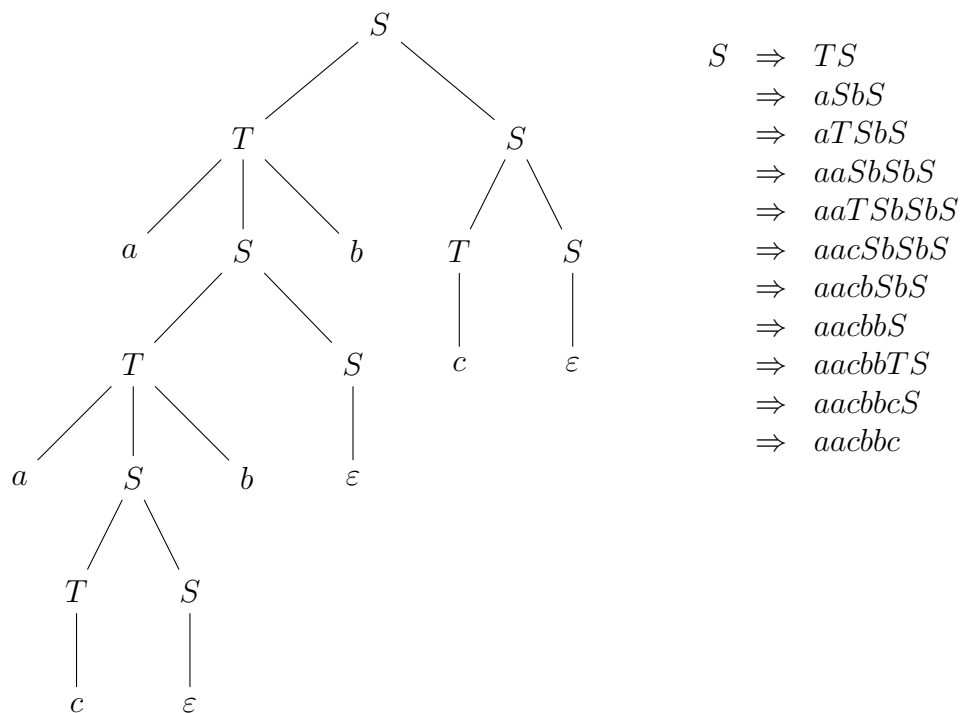 S
T S
a S b T S
T S c ε
a S b ε
T S
c ε
S ⇒ TS
⇒ aSbS
⇒ aTSbS
⇒ aaSbSbS
⇒ aaTSbSbS
⇒ aacSbSbS
⇒ aacbSbS
⇒ aacbbS
⇒ aacbbTS
⇒ aacbbcS
⇒ aacbbc